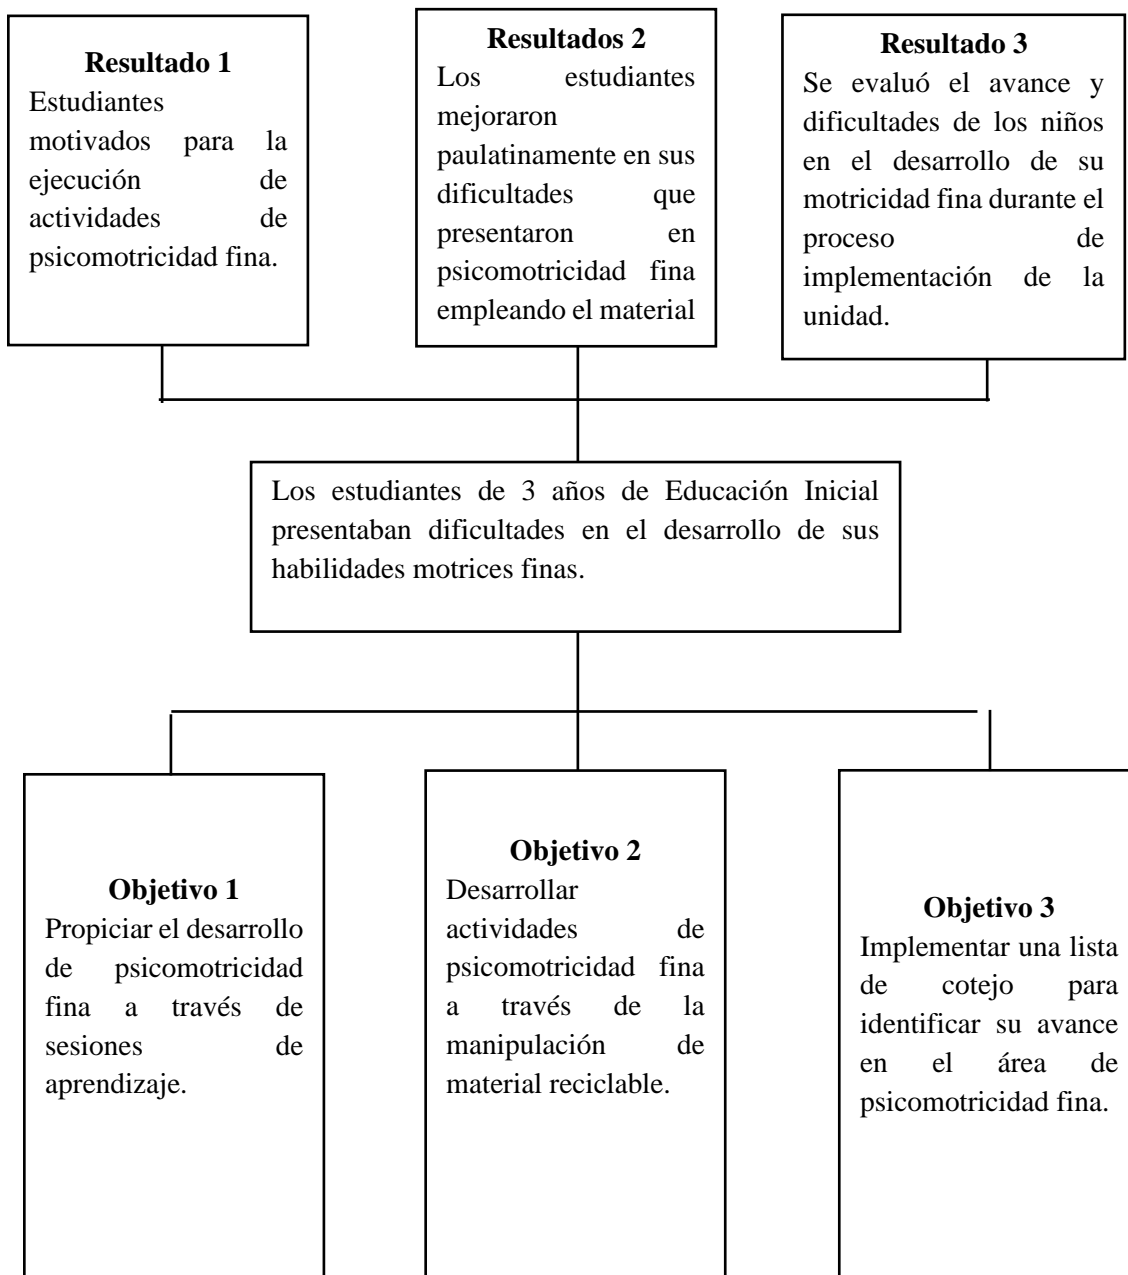 Resultado 1
Estudiantes
motivados para la
ejecución de
actividades de
psicomotricidad fina.
Resultados 2
Los estudiantes
mejoraron
paulatinamente en sus
dificultades que
presentaron en
psicomotricidad fina
empleando el material
Resultado 3
Se evaluó el avance y
dificultades de los niños
en el desarrollo de su
motricidad fina durante el
proceso de
implementación de la
unidad.
Los estudiantes de 3 años de Educación Inicial
presentaban dificultades en el desarrollo de sus
habilidades motrices finas.
Objetivo 1
Propiciar el desarrollo
de psicomotricidad
fina a través de
sesiones de
aprendizaje.
Objetivo 2
Desarrollar
actividades de
psicomotricidad fina
a través de la
manipulación de
material reciclable.
Objetivo 3
Implementar una lista
de cotejo para
identificar su avance
en el área de
psicomotricidad fina.